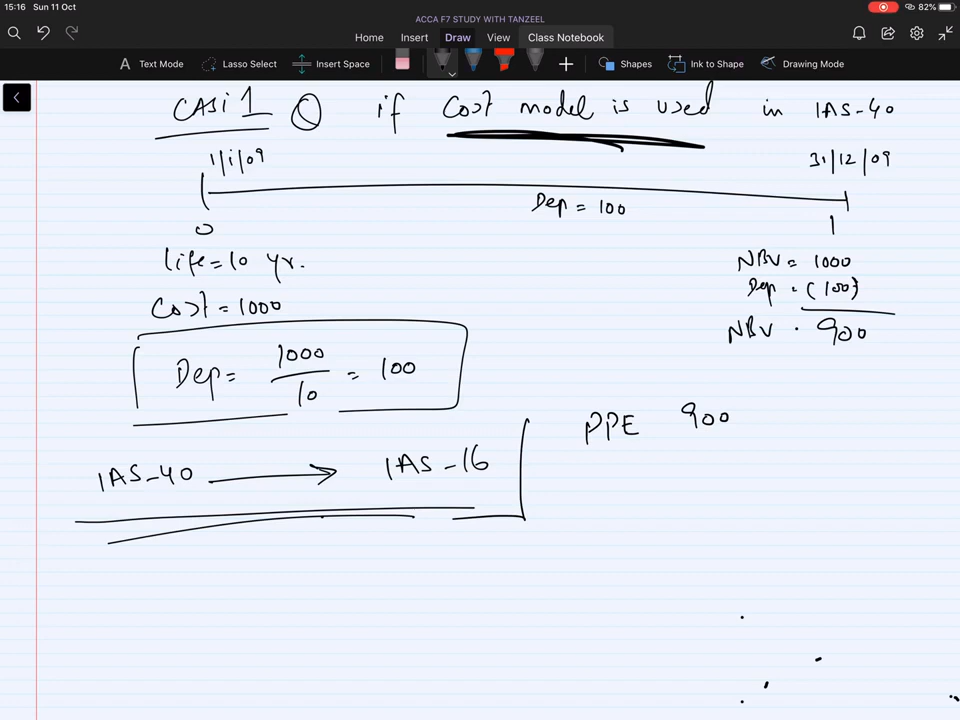 15:16 Sun 11 Oct
82%
ACCA F7 STUDY WITH TANZEEL
Home Insert Draw View Class Notebook
Text Mode Lasso Select Insert Space Shapes Ink to Shape Drawing Mode
CASE 1 if Cost model is used in IAS-40
1/1/09 31/12/09
Dep = 100
0 1
life = 10 yr.
Cost = 1000
NBV = 1000
Dep = (100)
NBV . 900
Dep = 1000/10 = 100
PPE 900
IAS-40 → IAS-16